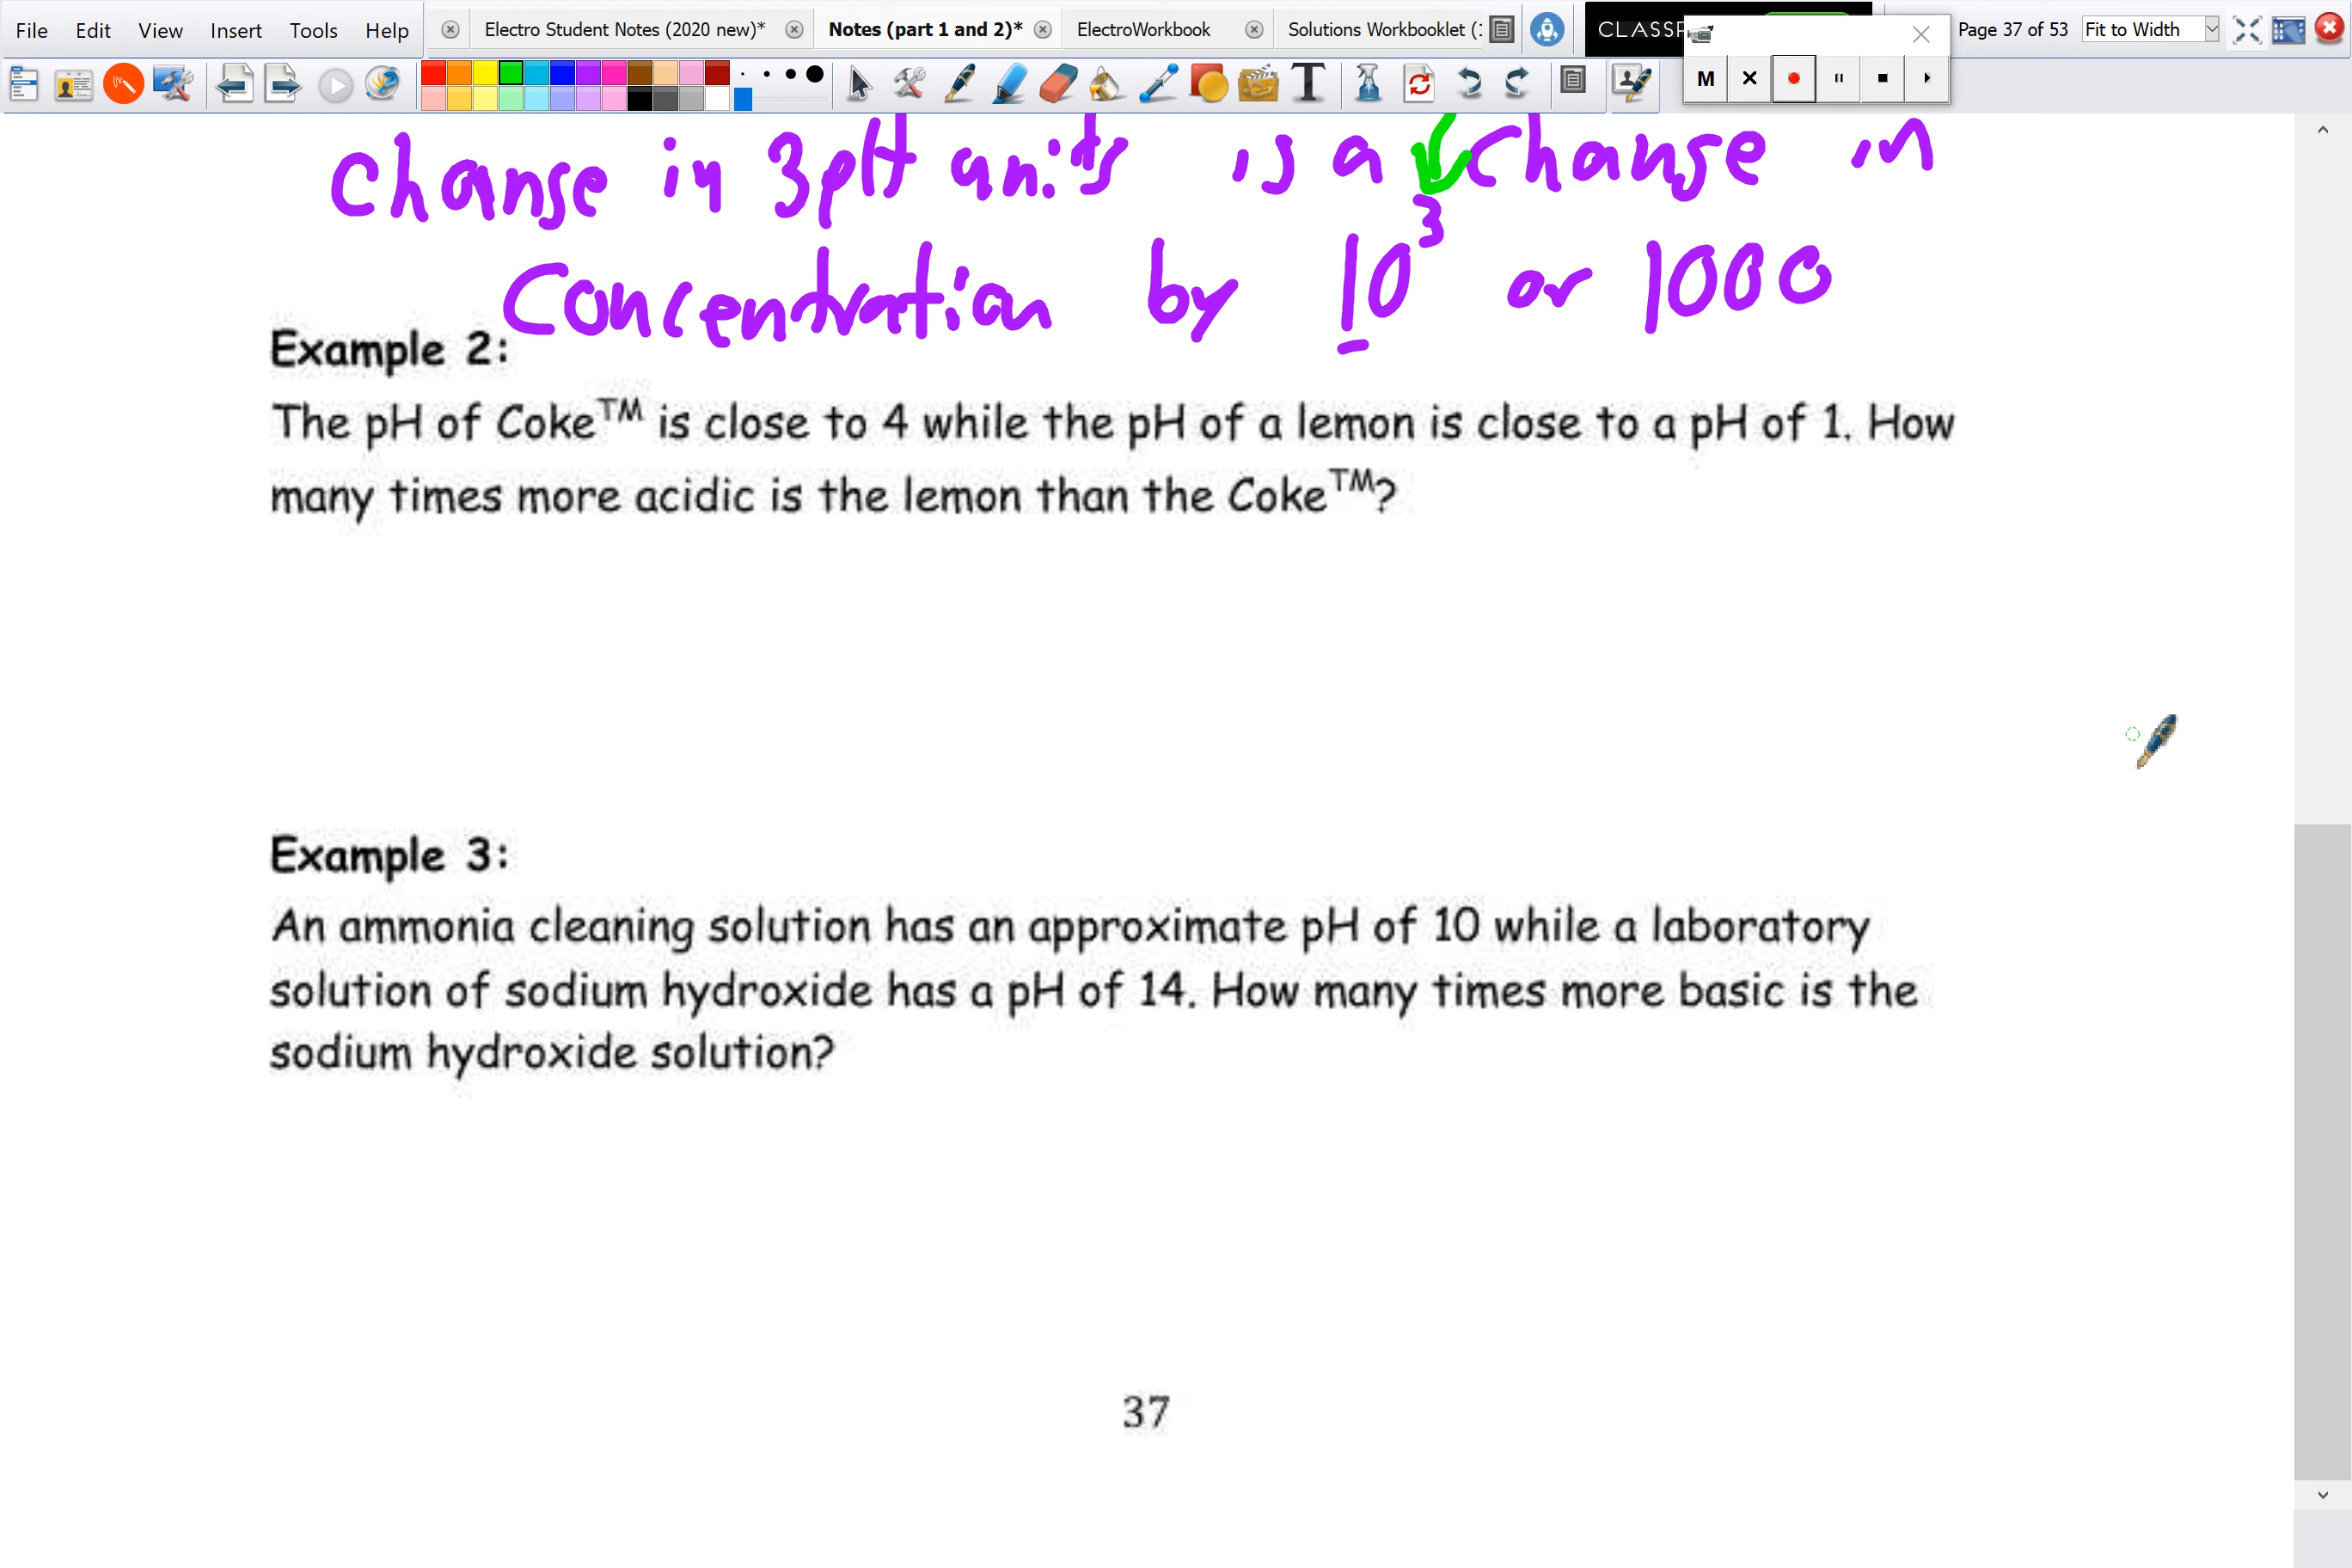 File Edit View Insert Tools Help
Electro Student Notes (2020 new)* Notes (part 1 and 2)* ElectroWorkbook Solutions Workbooklet (1 CLASSF Page 37 of 53 Fit to Width
T M
change in 3 pH units is a change in
Concentration by 10³ or 1000
Example 2:
The pH of Coke™ is close to 4 while the pH of a lemon is close to a pH of 1. How
many times more acidic is the lemon than the Coke™?
Example 3:
An ammonia cleaning solution has an approximate pH of 10 while a laboratory
solution of sodium hydroxide has a pH of 14. How many times more basic is the
sodium hydroxide solution?
37